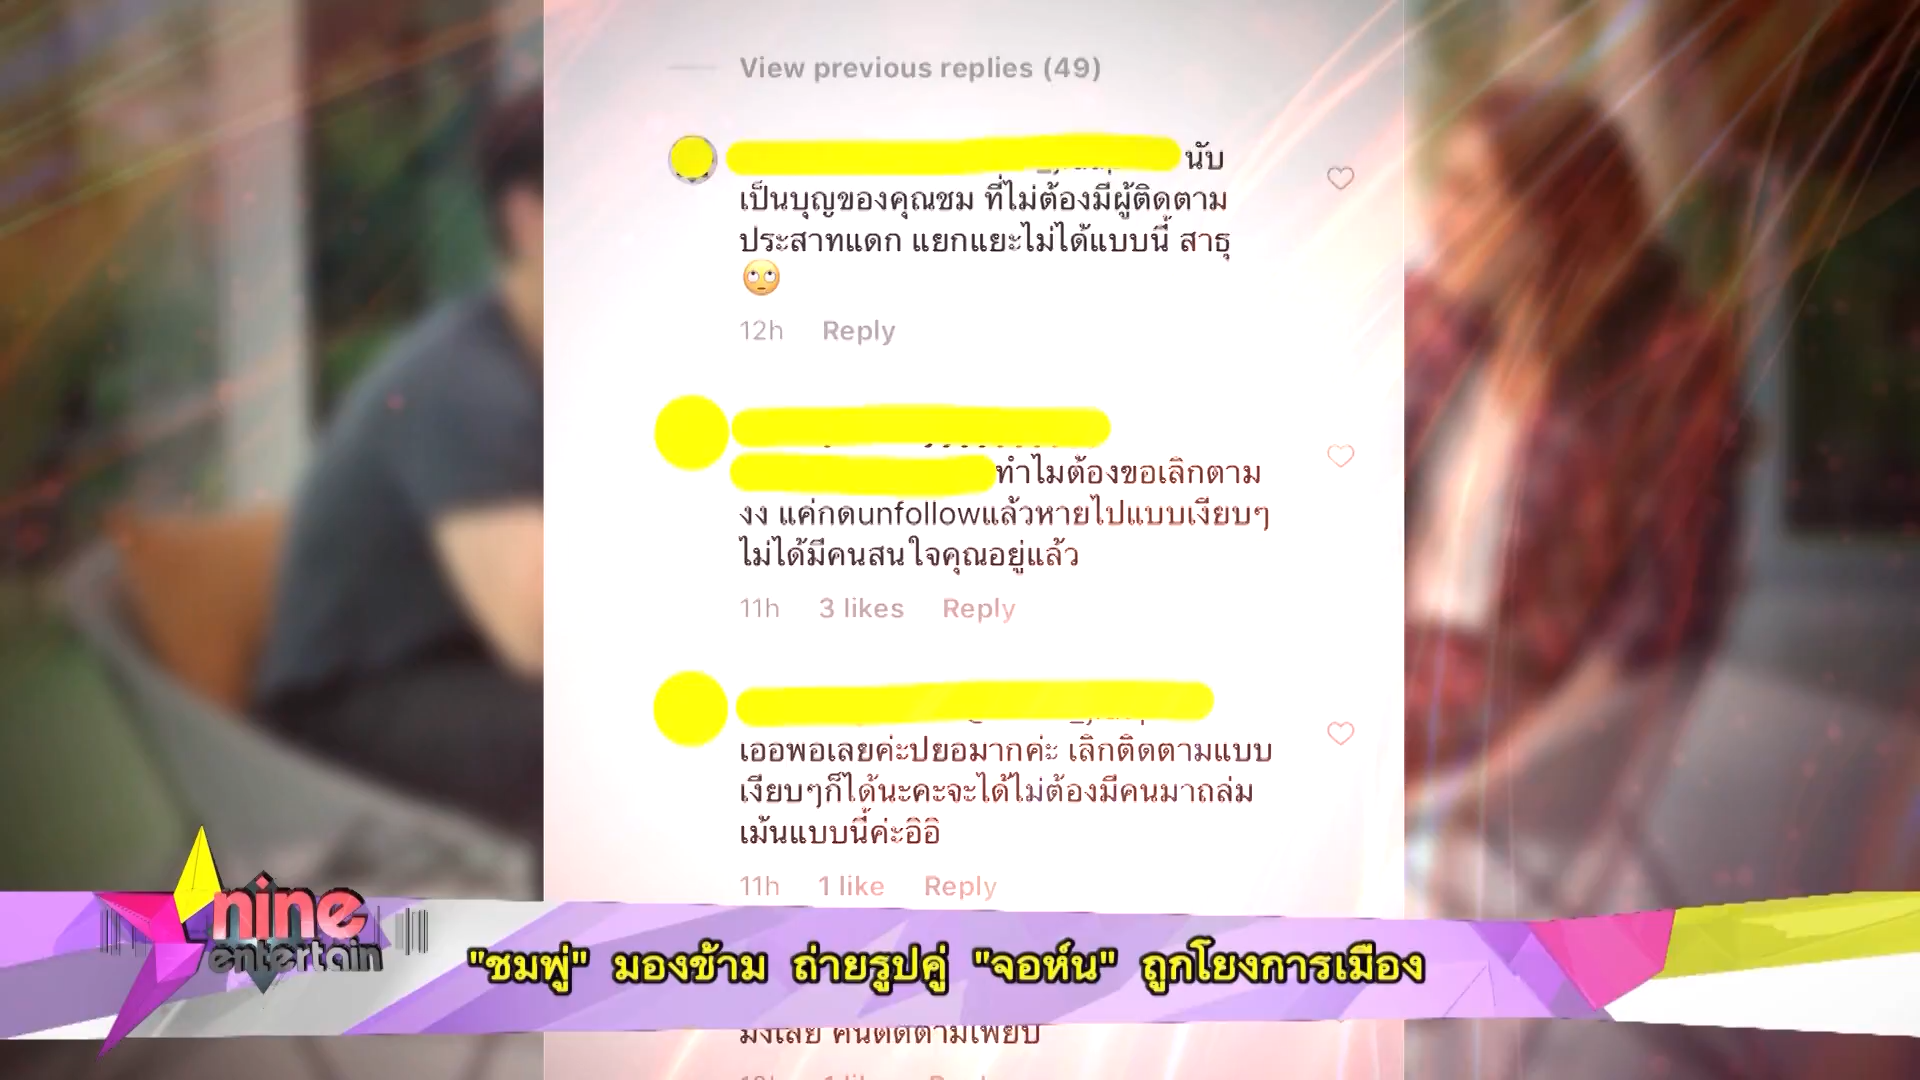 View previous replies (49)
นับ
เป็นบุญของคุณชม ที่ไม่ต้องมีผู้ติดตาม
ประสาทแดก แยกแยะไม่ได้แบบนี้ สาธุ
🙄
12h Reply
ทำไมต้องขอเลิกตาม
งง แค่กดunfollowแล้วหายไปแบบเงียบๆ
ไม่ได้มีคนสนใจคุณอยู่แล้ว
11h 3 likes Reply
เออพอเลยค่ะปยอมากค่ะ เลิกติดตามแบบ
เงียบๆก็ได้นะคะจะได้ไม่ต้องมีคนมาถล่ม
เม้นแบบนี้ค่ะอิอิ
11h 1 like Reply
nine
entertain
"ชมพู่" มองข้าม ถ่ายรูปคู่ "จอห์น" ถูกโยงการเมือง